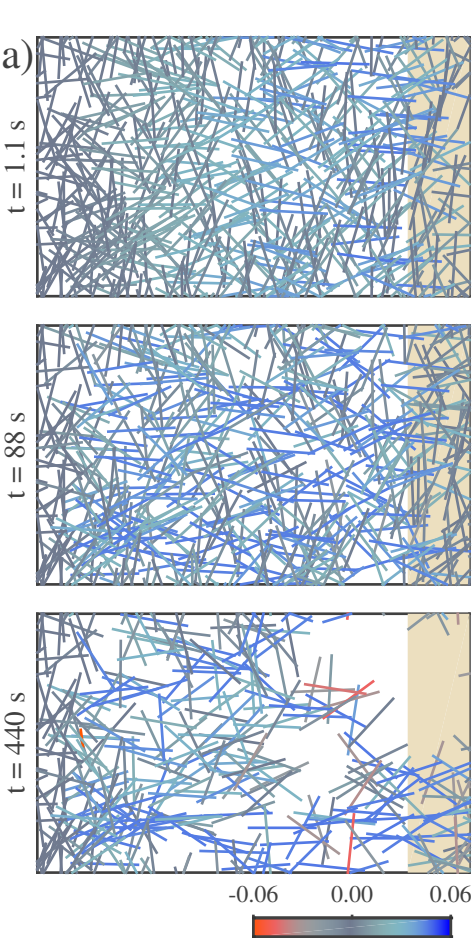 a)
t = 1.1 s
t = 88 s
t = 440 s
-0.06 0.00 0.06